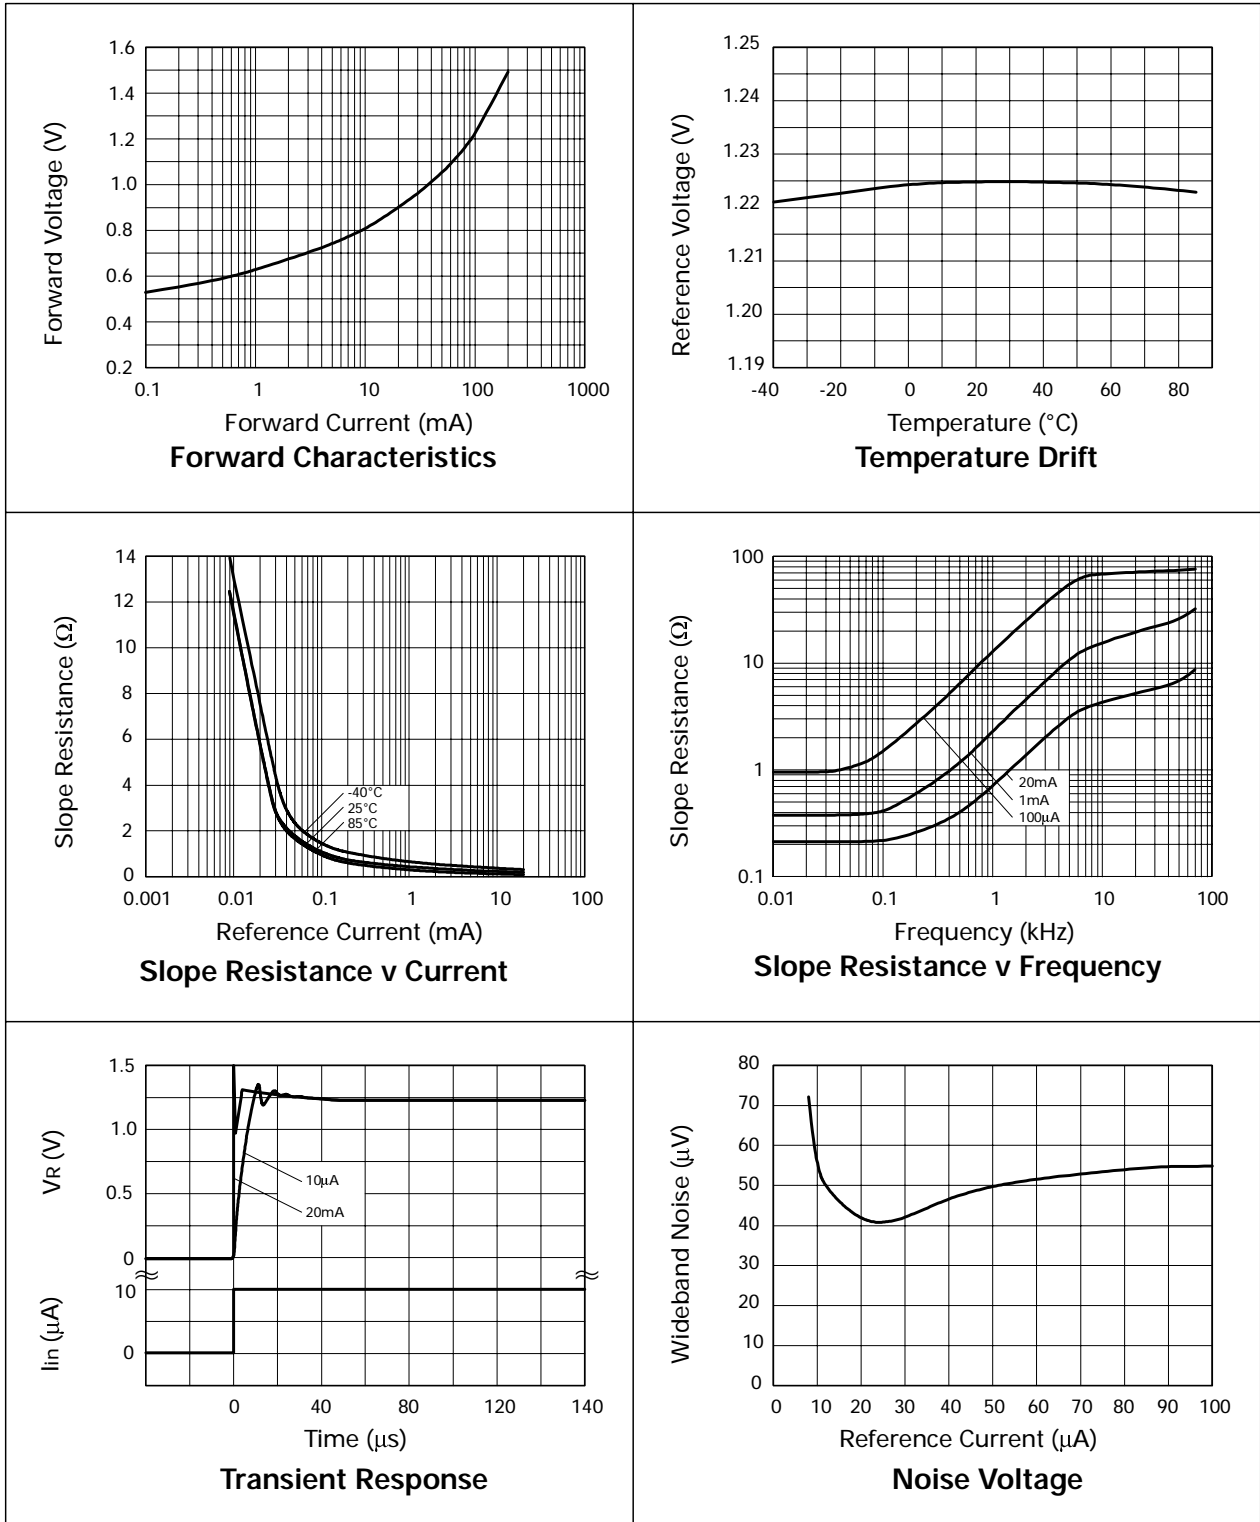 1.6
1.4
1.2
1.0
0.8
0.6
0.4
0.2
Forward Voltage (V)
0.1 1 10 100 1000
Forward Current (mA)
Forward Characteristics
1.25
1.24
1.23
1.22
1.21
1.20
1.19
Reference Voltage (V)
-40 -20 0 20 40 60 80
Temperature (°C)
Temperature Drift
14
12
10
8
6
4
2
0
Slope Resistance (Ω)
-40°C
25°C
85°C
0.001 0.01 0.1 1 10 100
Reference Current (mA)
Slope Resistance v Current
100
10
1
0.1
Slope Resistance (Ω)
20mA
1mA
100µA
0.01 0.1 1 10 100
Frequency (kHz)
Slope Resistance v Frequency
1.5
1.0
0.5
0
VR (V)
10µA
20mA
10
0
Iin (µA)
0 40 80 120 140
Time (µs)
Transient Response
80
70
60
50
40
30
20
10
0
Wideband Noise (µV)
0 10 20 30 40 50 60 70 80 90 100
Reference Current (µA)
Noise Voltage